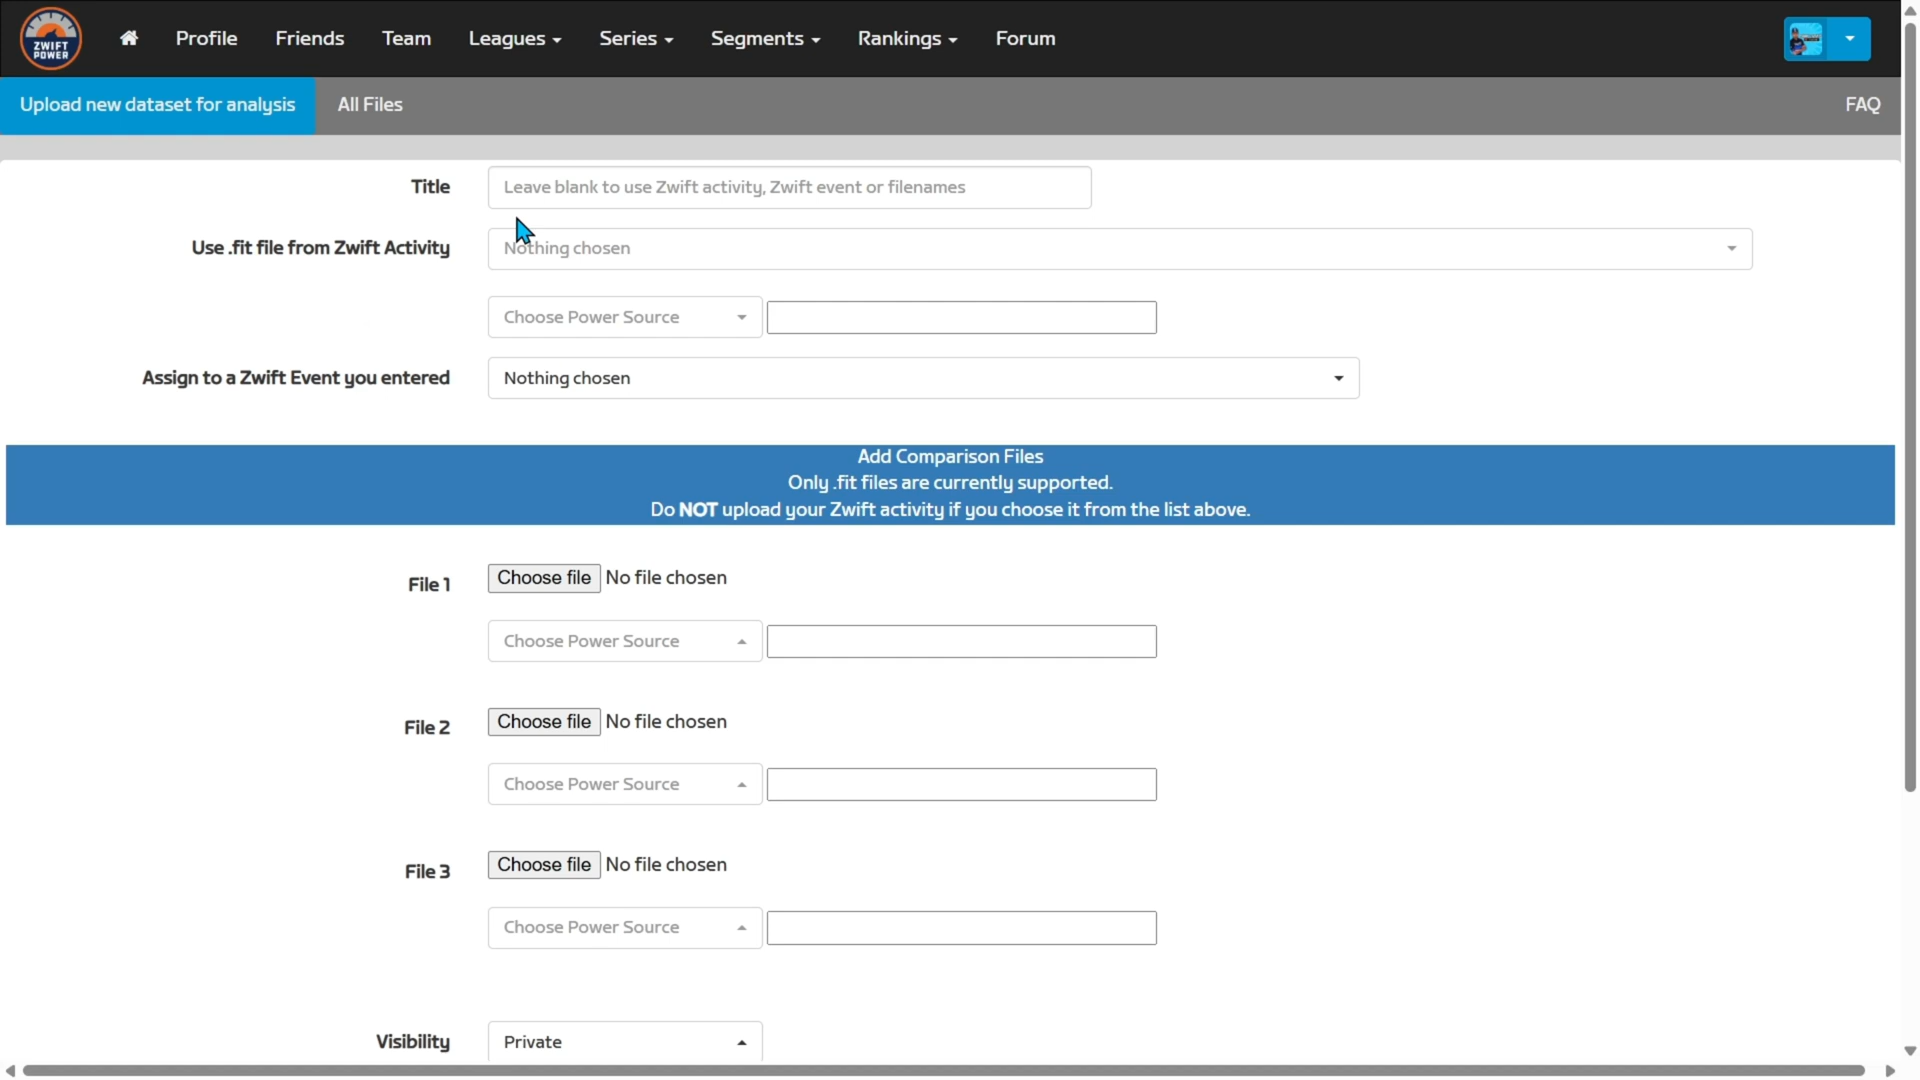 ZWIFT
POWER
Profile
Friends
Team
Leagues
Series
Segments
Rankings
Forum
Upload new dataset for analysis
All Files
FAQ
Title
Leave blank to use Zwift activity, Zwift event or filenames
Use .fit file from Zwift Activity
Nothing chosen
Choose Power Source
Assign to a Zwift Event you entered
Nothing chosen
Add Comparison Files
Only .fit files are currently supported.
Do NOT upload your Zwift activity if you choose it from the list above.
File 1
Choose file No file chosen
Choose Power Source
File 2
Choose file No file chosen
Choose Power Source
File 3
Choose file No file chosen
Choose Power Source
Visibility
Private